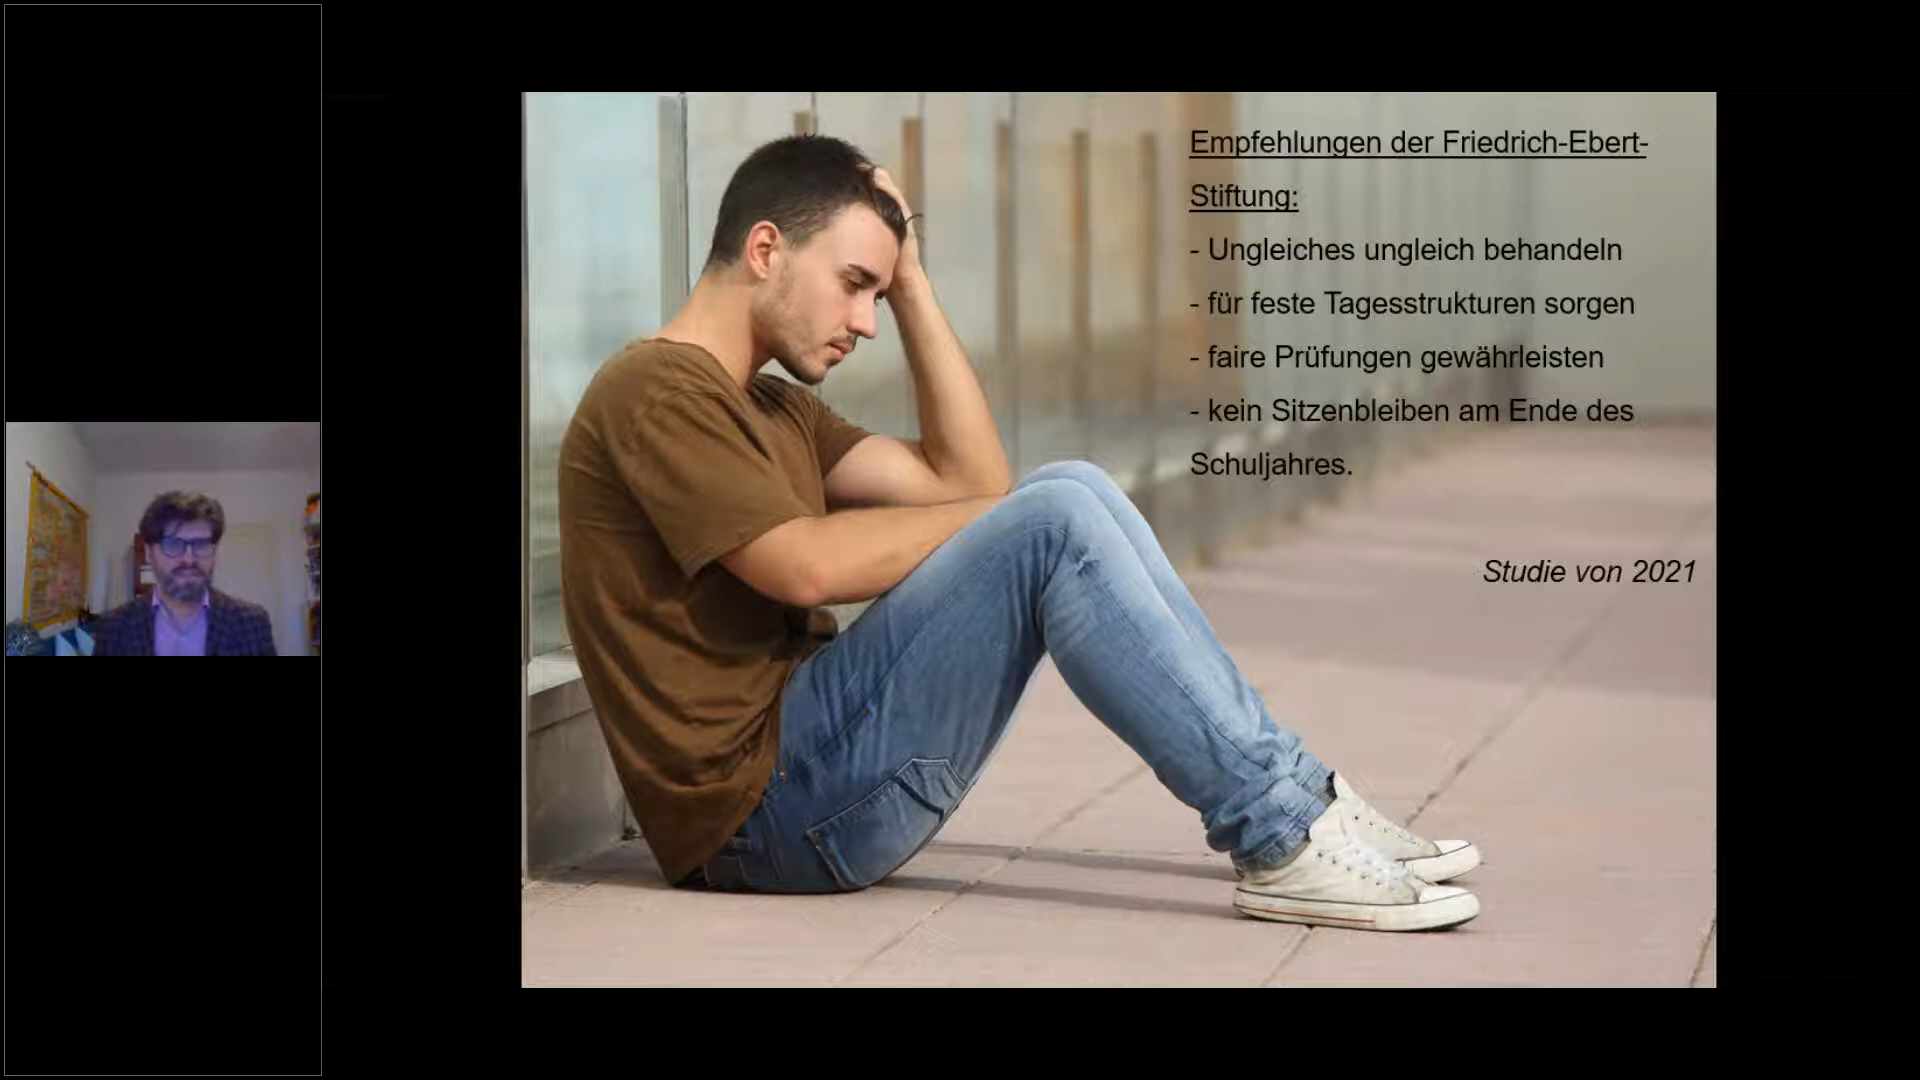 Empfehlungen der Friedrich-Ebert-
Stiftung:
- Ungleiches ungleich behandeln
- für feste Tagesstrukturen sorgen
- faire Prüfungen gewährleisten
- kein Sitzenbleiben am Ende des
Schuljahres.
Studie von 2021